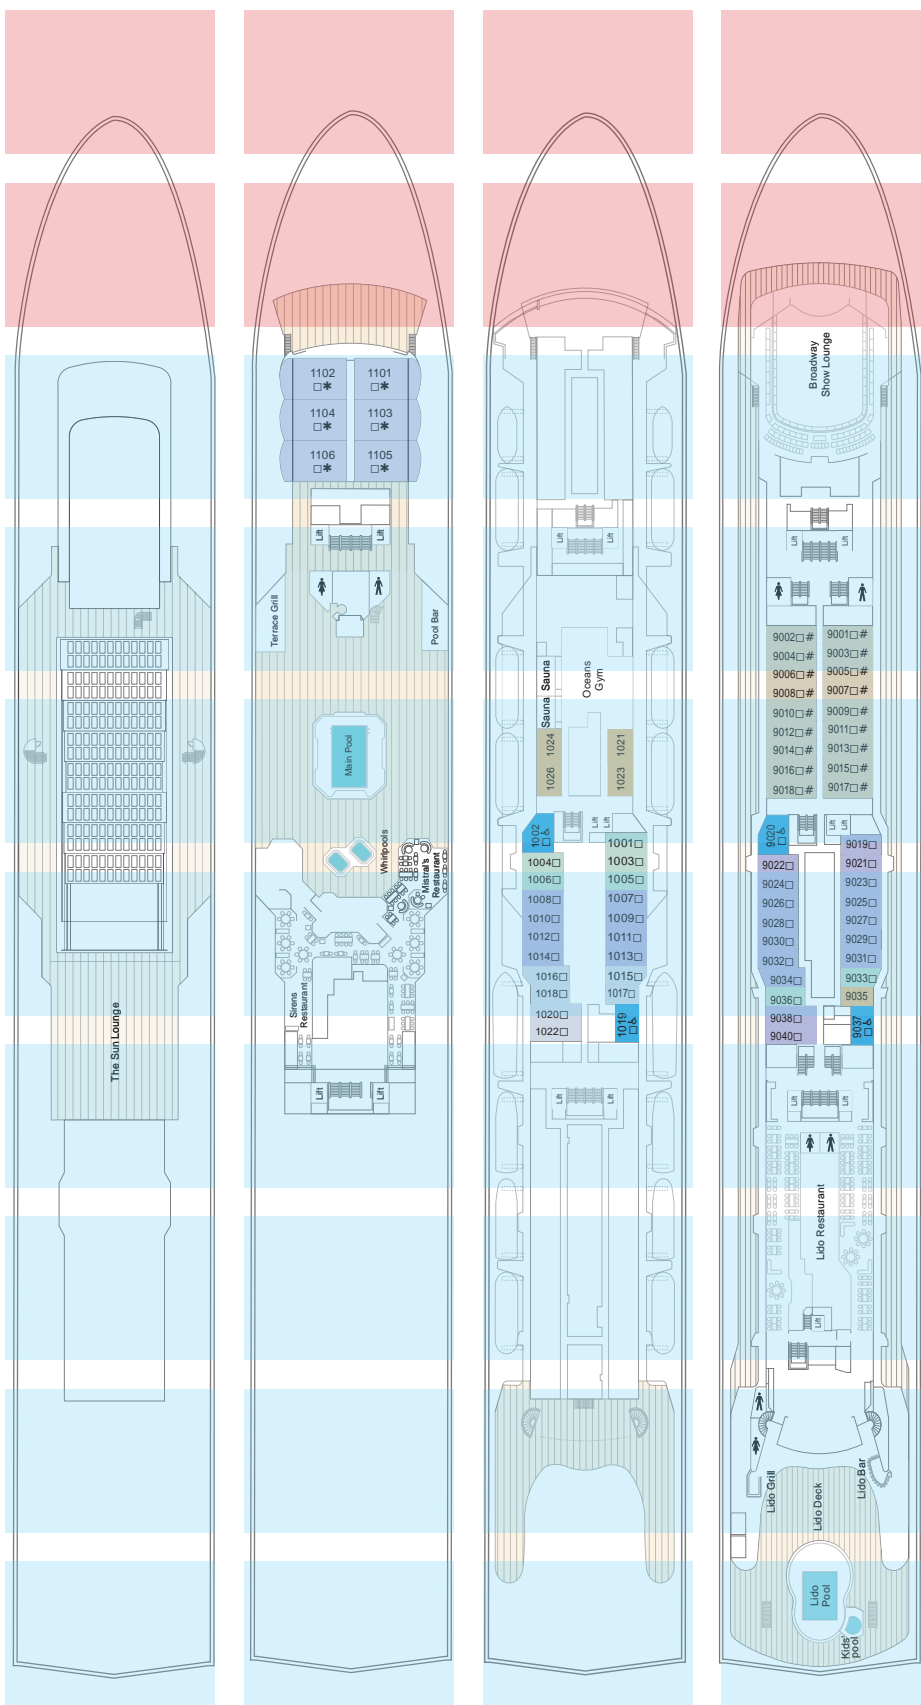 The Sun Lounge
1102
□✱
1101
□✱
1104
□✱
1103
□✱
1106
□✱
1105
□✱
Lift
Lift
Terrace Grill
Pool Bar
Main Pool
Whirlpools
Mistral's
Restaurant
Sirens
Restaurant
Lift
Lift
Lift
Lift
Sauna
Sauna
Oceans
Gym
1024
1026
1021
1023
Lift
Lift
1002□♿
1001□
1004□
1003□
1006□
1005□
1008□
1007□
1010□
1009□
1012□
1011□
1014□
1013□
1016□
1015□
1018□
1017□
1020□
1022□
1019□♿
Lift
Lift
Broadway
Show Lounge
Lift
Lift
9002□#
9001□#
9004□#
9003□#
9006□#
9005□#
9008□#
9007□#
9010□#
9009□#
9012□#
9011□#
9014□#
9013□#
9016□#
9015□#
9018□#
9017□#
9020□♿
Lift
Lift
9019□
9022□
9021□
9024□
9023□
9026□
9025□
9028□
9027□
9030□
9029□
9032□
9031□
9034□
9033□
9036□
9035
9038□
9040□
9037□♿
Lift
Lift
Lido Restaurant
Lift
Lido Grill
Lido Deck
Lido Bar
Lido
Pool
Kids'
pool